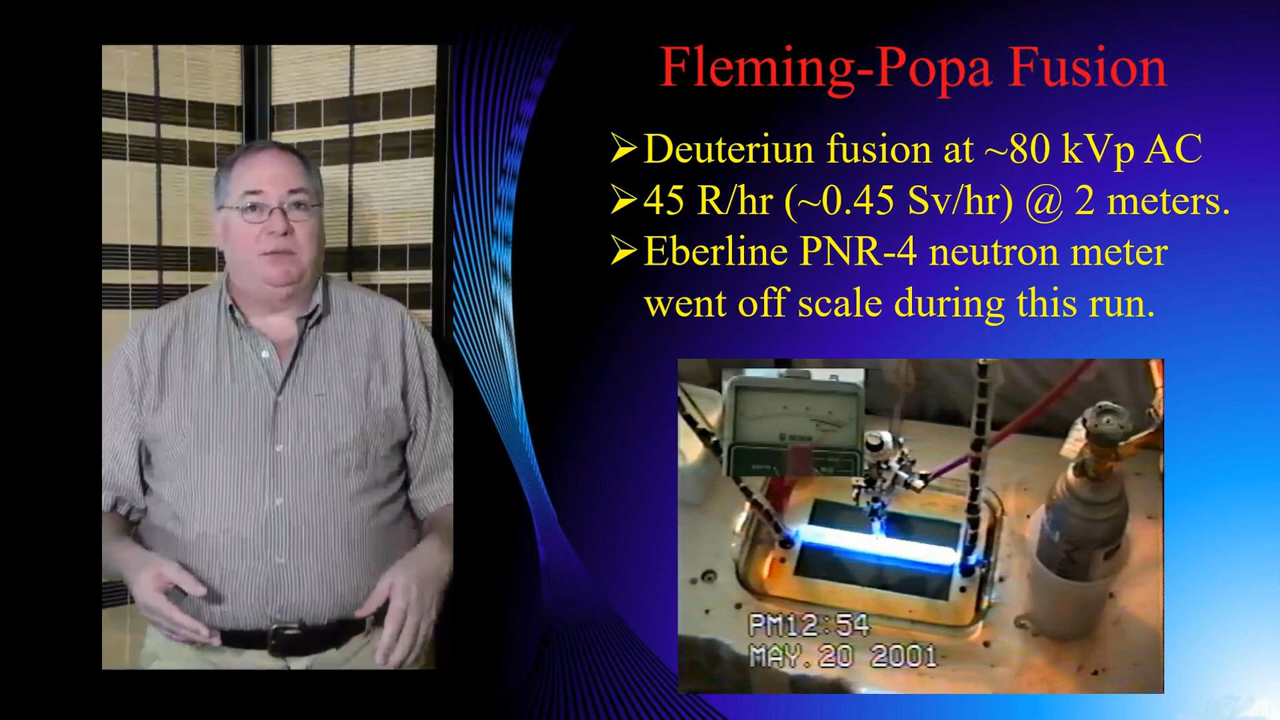 Fleming-Popa Fusion
➢Deuteriun fusion at ~80 kVp AC
➢45 R/hr (~0.45 Sv/hr) @ 2 meters.
➢Eberline PNR-4 neutron meter
went off scale during this run.
PM12:54
MAY.20 2001